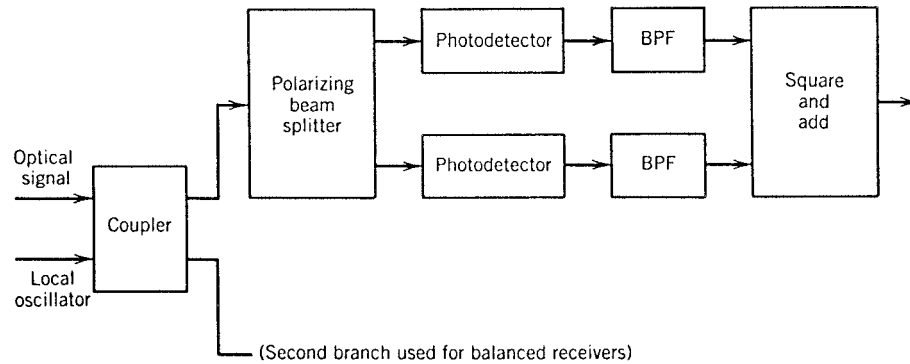 Photodetector
BPF
Polarizing
beam
splitter
Square
and
add
Photodetector
BPF
Optical
signal
Coupler
Local
oscillator
(Second branch used for balanced receivers)